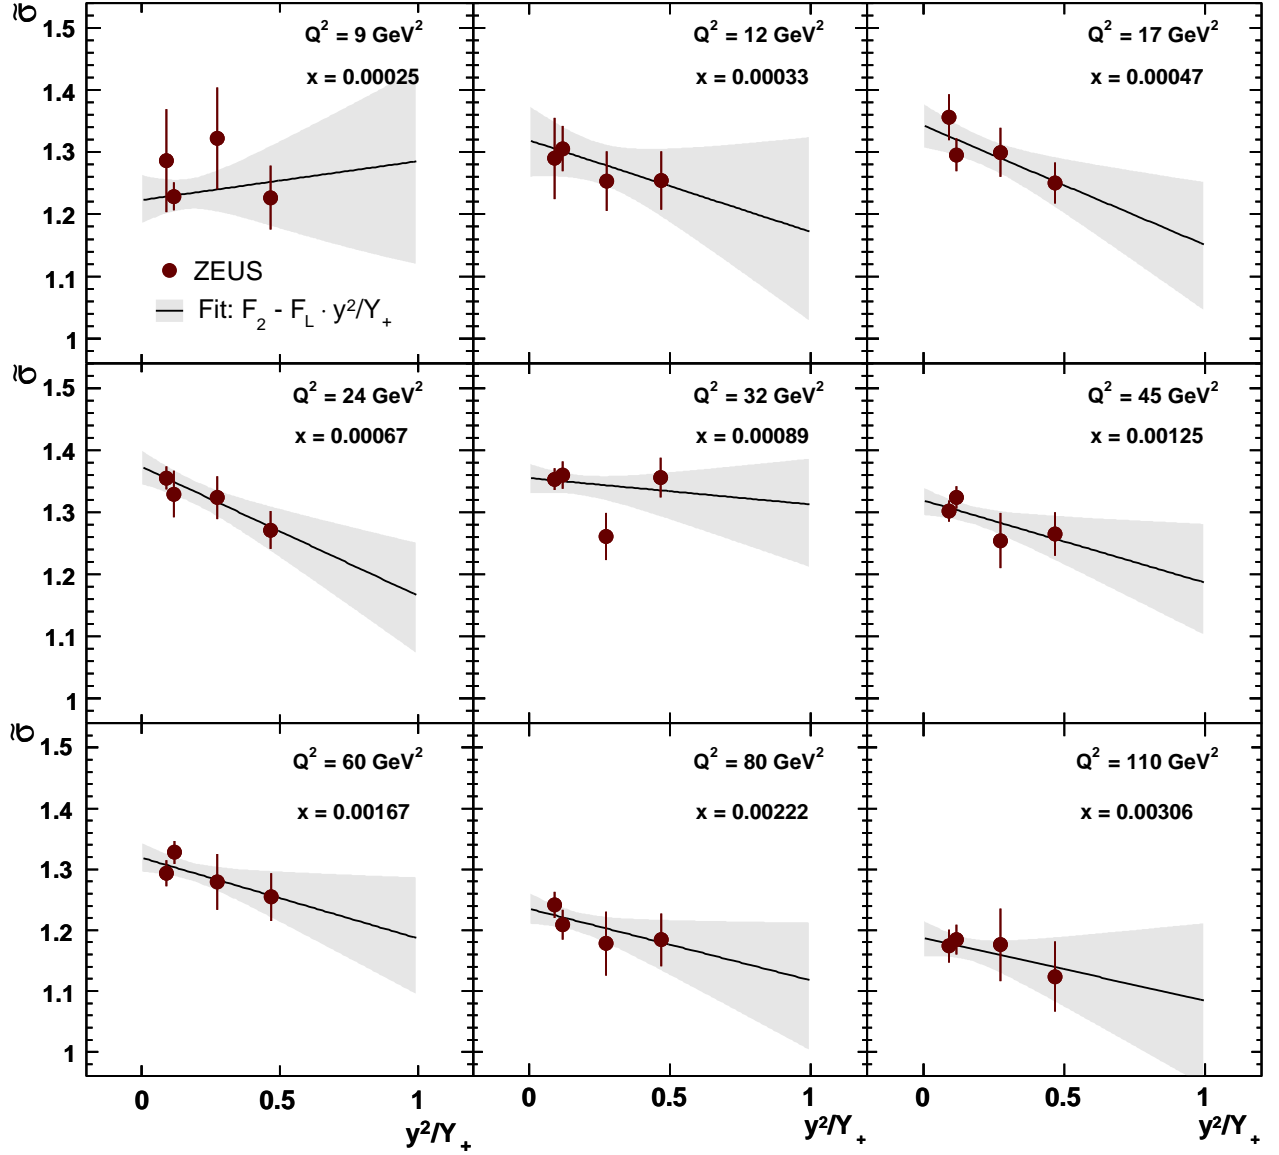 σ̃
1.5
1.4
1.3
1.2
1.1
1
Q² = 9 GeV²
x = 0.00025
ZEUS
Fit: F₂ - F_L · y²/Y₊
Q² = 12 GeV²
x = 0.00033
Q² = 17 GeV²
x = 0.00047
σ̃
1.5
1.4
1.3
1.2
1.1
1
Q² = 24 GeV²
x = 0.00067
Q² = 32 GeV²
x = 0.00089
Q² = 45 GeV²
x = 0.00125
σ̃
1.5
1.4
1.3
1.2
1.1
1
Q² = 60 GeV²
x = 0.00167
Q² = 80 GeV²
x = 0.00222
Q² = 110 GeV²
x = 0.00306
0 0.5 1
y²/Y₊
0 0.5 1
y²/Y₊
0 0.5 1
y²/Y₊